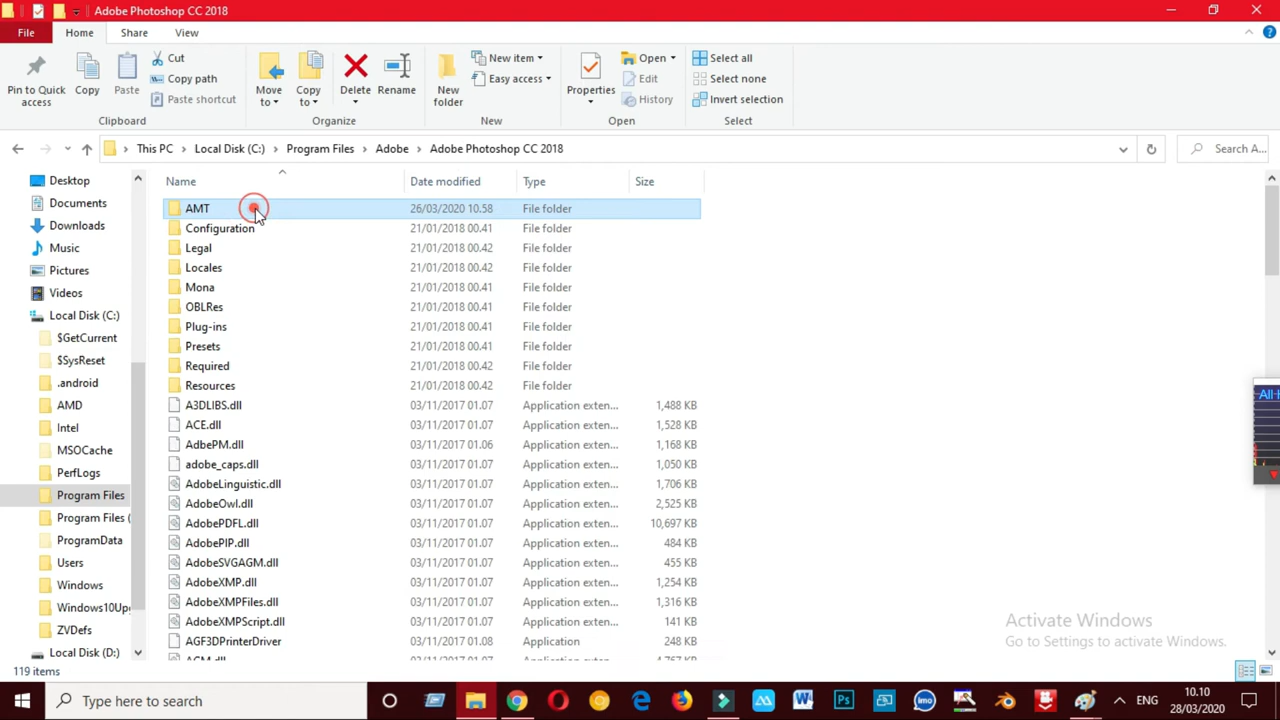 Adobe Photoshop CC 2018
File Home Share View
Pin to Quick access
Copy
Paste
Cut
Copy path
Paste shortcut
Clipboard
Move to
Copy to
Delete
Rename
Organize
New folder
New item
Easy access
New
Properties
Open
Edit
History
Open
Select all
Select none
Invert selection
Select
This PC Local Disk (C:) Program Files Adobe Adobe Photoshop CC 2018 Search A...
Name Date modified Type Size
Desktop
Documents
Downloads
Music
Pictures
Videos
Local Disk (C:)
$GetCurrent
$SysReset
.android
AMD
Intel
MSOCache
PerfLogs
Program Files
Program Files (
ProgramData
Users
Windows
Windows10Upg
ZVDefs
Local Disk (D:)
AMT 26/03/2020 10.58 File folder
Configuration 21/01/2018 00.41 File folder
Legal 21/01/2018 00.42 File folder
Locales 21/01/2018 00.42 File folder
Mona 21/01/2018 00.41 File folder
OBLRes 21/01/2018 00.41 File folder
Plug-ins 21/01/2018 00.41 File folder
Presets 21/01/2018 00.41 File folder
Required 21/01/2018 00.42 File folder
Resources 21/01/2018 00.42 File folder
A3DLIBS.dll 03/11/2017 01.07 Application exten... 1,488 KB
ACE.dll 03/11/2017 01.07 Application exten... 1,528 KB
AdbePM.dll 03/11/2017 01.06 Application exten... 1,168 KB
adobe_caps.dll 03/11/2017 01.07 Application exten... 1,050 KB
AdobeLinguistic.dll 03/11/2017 01.07 Application exten... 1,706 KB
AdobeOwl.dll 03/11/2017 01.07 Application exten... 2,525 KB
AdobePDFL.dll 03/11/2017 01.07 Application exten... 10,697 KB
AdobePIP.dll 03/11/2017 01.07 Application exten... 484 KB
AdobeSVGAGM.dll 03/11/2017 01.07 Application exten... 455 KB
AdobeXMP.dll 03/11/2017 01.07 Application exten... 1,254 KB
AdobeXMPFiles.dll 03/11/2017 01.07 Application exten... 1,316 KB
AdobeXMPScript.dll 03/11/2017 01.07 Application exten... 141 KB
AGF3DPrinterDriver 03/11/2017 01.08 Application 248 KB
AGM.dll 03/11/2017 01.07 Application exten... 4,767 KB
All
Activate Windows
Go to Settings to activate Windows.
119 items
Type here to search
W
Ps
imo
ENG
10.10
28/03/2020